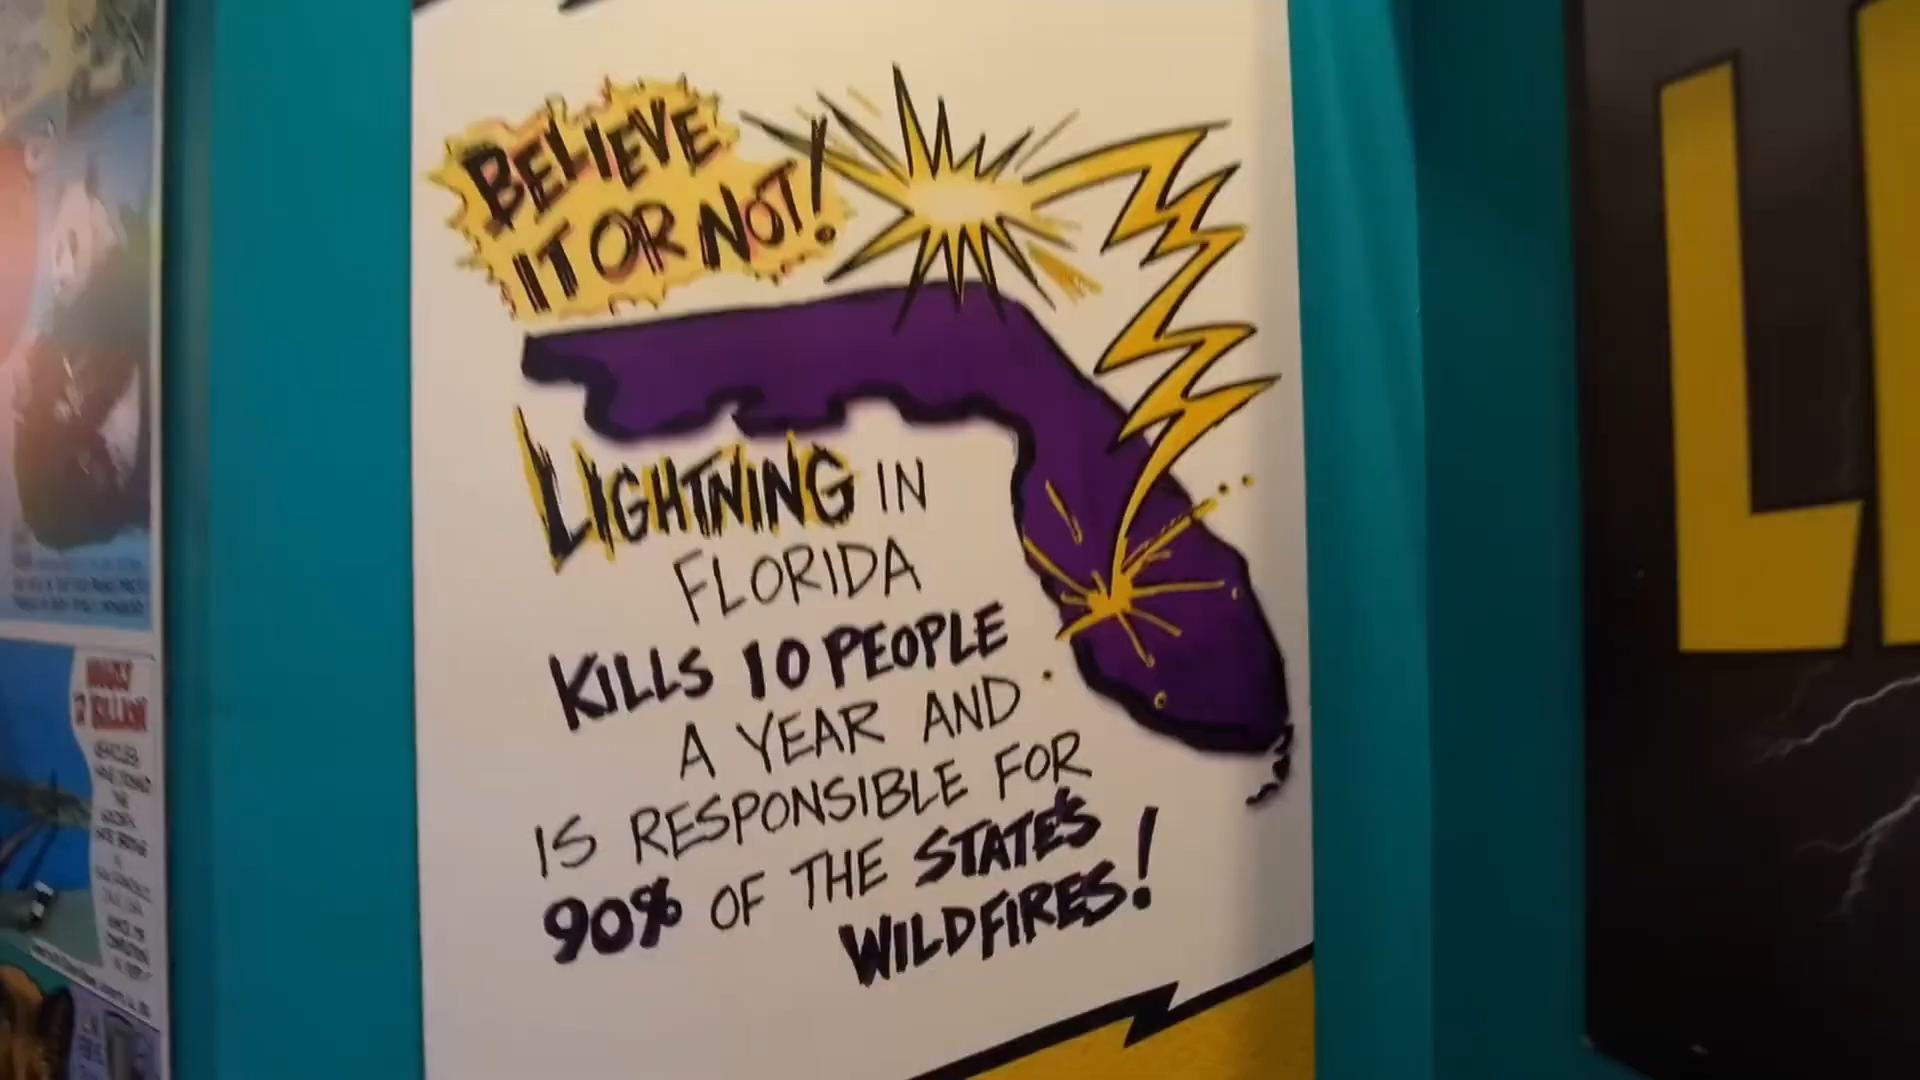 BELIEVE
IT OR NOT!
LIGHTNING IN
FLORIDA
KILLS 10 PEOPLE
A YEAR AND
IS RESPONSIBLE FOR
90% OF THE STATE'S
WILDFIRES!